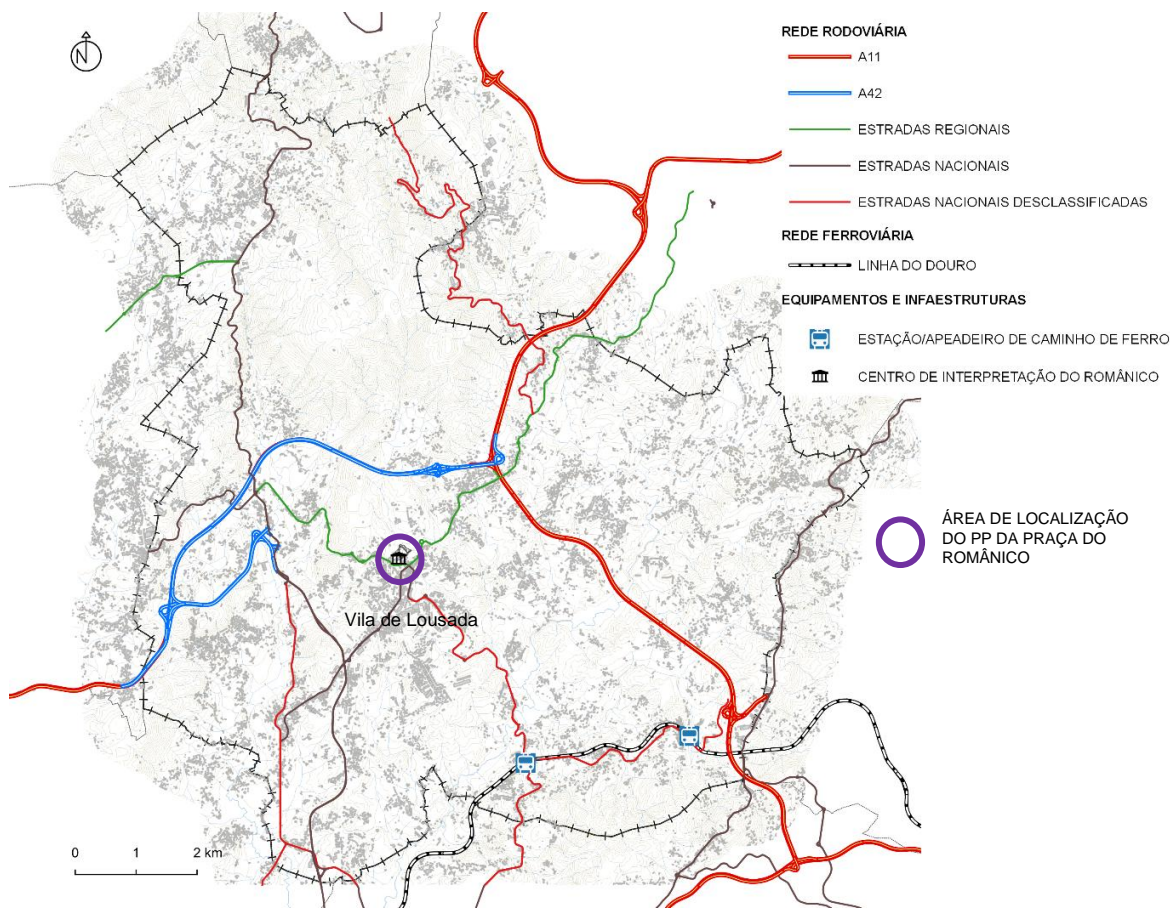 N
REDE RODOVIÁRIA
A11
A42
ESTRADAS REGIONAIS
ESTRADAS NACIONAIS
ESTRADAS NACIONAIS DESCLASSIFICADAS
REDE FERROVIÁRIA
LINHA DO DOURO
EQUIPAMENTOS E INFAESTRUTURAS
ESTAÇÃO/APEADEIRO DE CAMINHO DE FERRO
CENTRO DE INTERPRETAÇÃO DO ROMÂNICO
ÁREA DE LOCALIZAÇÃO
DO PP DA PRAÇA DO
ROMÂNICO
Vila de Lousada
0 1 2 km